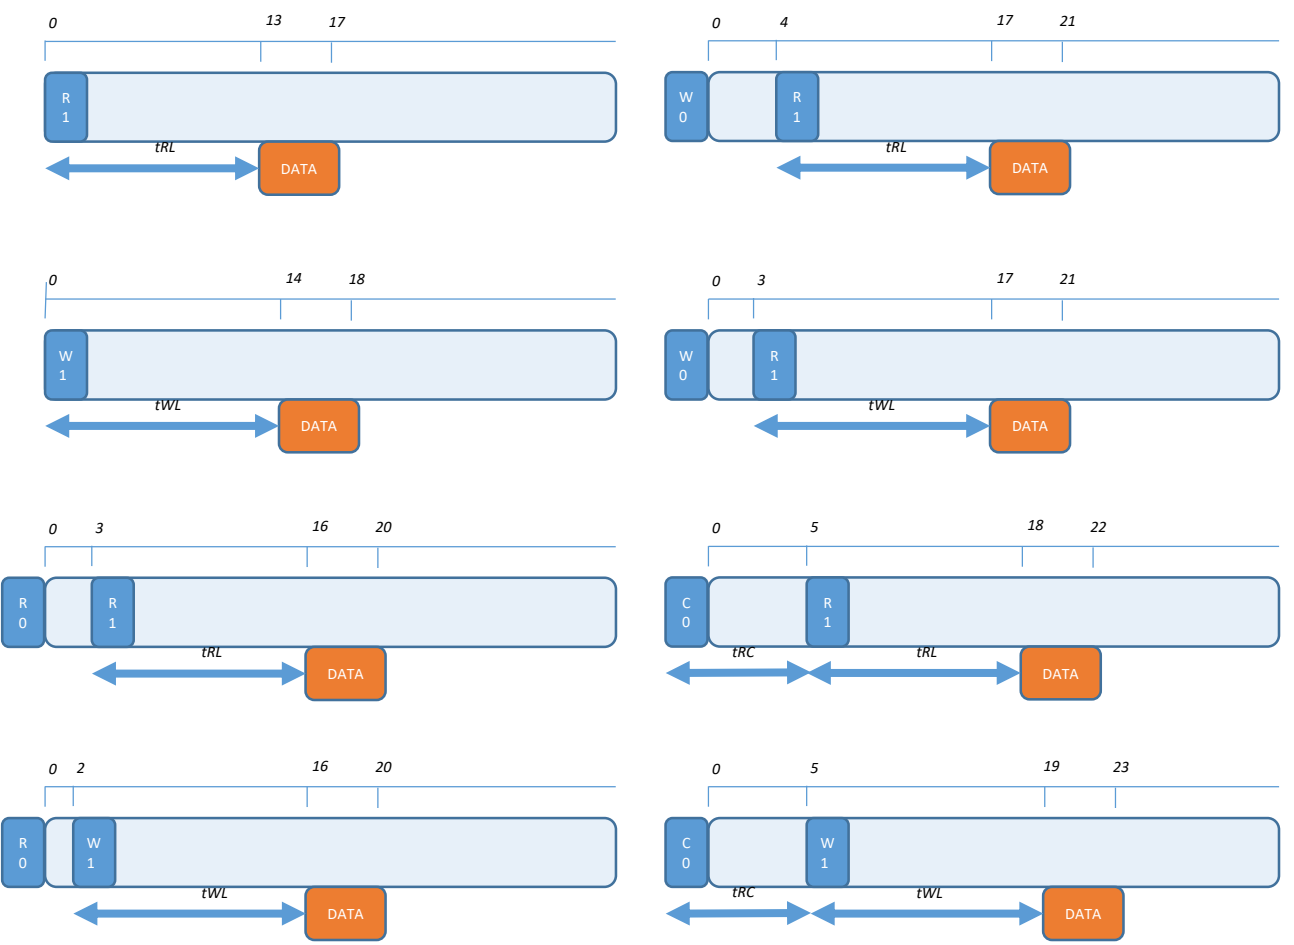 0 13 17
R
1
tRL
DATA
0 4 17 21
W
0
R
1
tRL
DATA
0 14 18
W
1
tWL
DATA
0 3 17 21
W
0
R
1
tWL
DATA
0 3 16 20
R
0
R
1
tRL
DATA
0 5 18 22
C
0
R
1
tRC tRL
DATA
0 2 16 20
R
0
W
1
tWL
DATA
0 5 19 23
C
0
W
1
tRC tWL
DATA